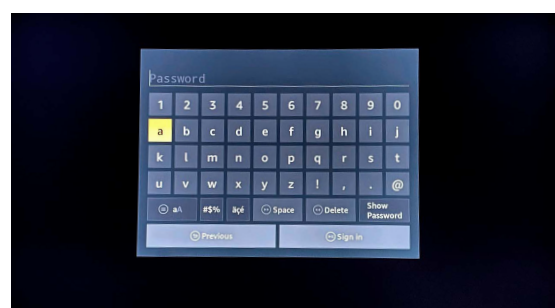 Password
1 2 3 4 5 6 7 8 9 0
a b c d e f g h i j
k l m n o p q r s t
u v w x y z ! , . @
aA #$% äçé Space Delete Show Password
Previous Sign in